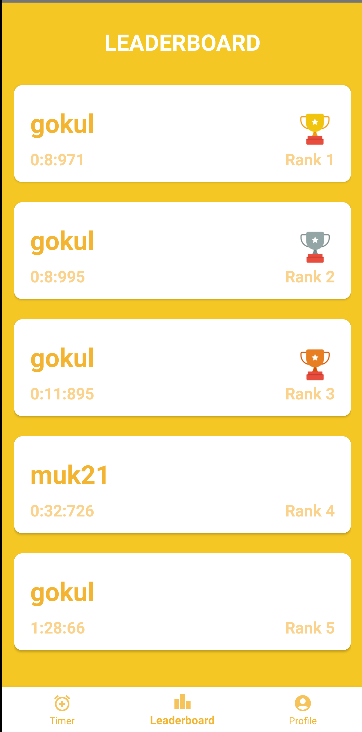 LEADERBOARD
gokul
0:8:971 Rank 1
gokul
0:8:995 Rank 2
gokul
0:11:895 Rank 3
muk21
0:32:726 Rank 4
gokul
1:28:66 Rank 5
Timer Leaderboard Profile